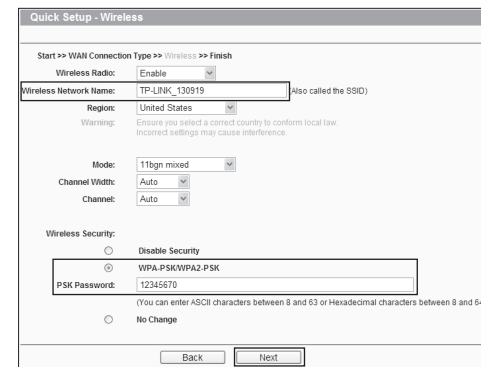 Quick Setup - Wireless
Start >> WAN Connection Type >> Wireless >> Finish
Wireless Radio: Enable
Wireless Network Name: TP-LINK_130919 (Also called the SSID)
Region: United States
Warning: Ensure you select a correct country to conform local law.
Incorrect settings may cause interference.
Mode: 11bgn mixed
Channel Width: Auto
Channel: Auto
Wireless Security:
Disable Security
WPA-PSK/WPA2-PSK
PSK Password: 12345670
(You can enter ASCII characters between 8 and 63 or Hexadecimal characters between 8 and 64
No Change
Back Next